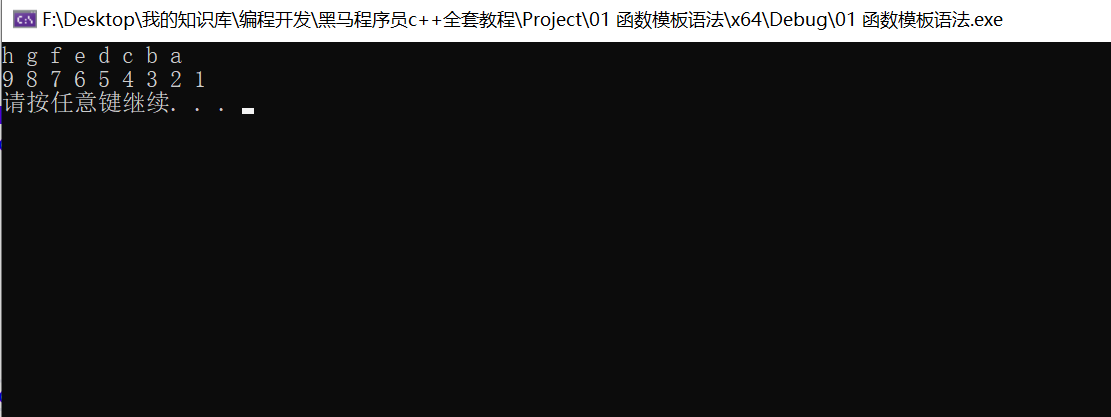 F:\Desktop\我的知识库\编程开发\黑马程序员c++全套教程\Project\01 函数模板语法\x64\Debug\01 函数模板语法.exe
h g f e d c b a
9 8 7 6 5 4 3 2 1
请按任意键继续. . .